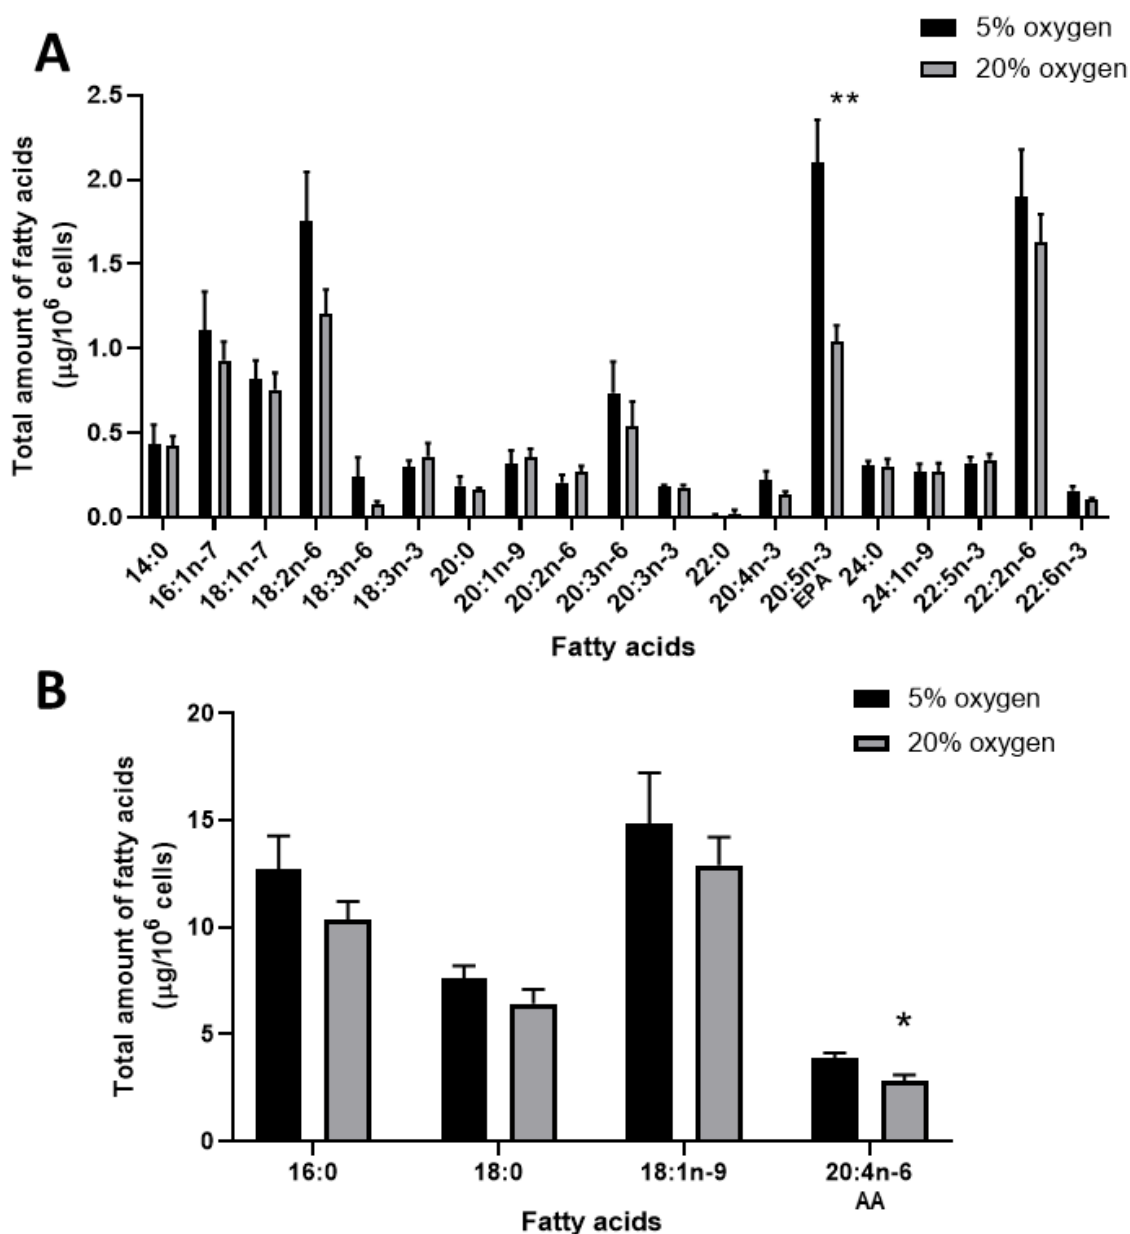 A
5% oxygen
20% oxygen
Total amount of fatty acids
(µg/10⁶ cells)
2.5
2.0
1.5
1.0
0.5
0.0
**
14:0
16:1n-7
18:1n-7
18:2n-6
18:3n-6
18:3n-3
20:0
20:1n-9
20:2n-6
20:3n-6
20:3n-3
22:0
20:4n-3
20:5n-3
EPA
24:0
24:1n-9
22:5n-3
22:2n-6
22:6n-3
Fatty acids
B
5% oxygen
20% oxygen
Total amount of fatty acids
(µg/10⁶ cells)
20
15
10
5
0
*
16:0
18:0
18:1n-9
20:4n-6
AA
Fatty acids